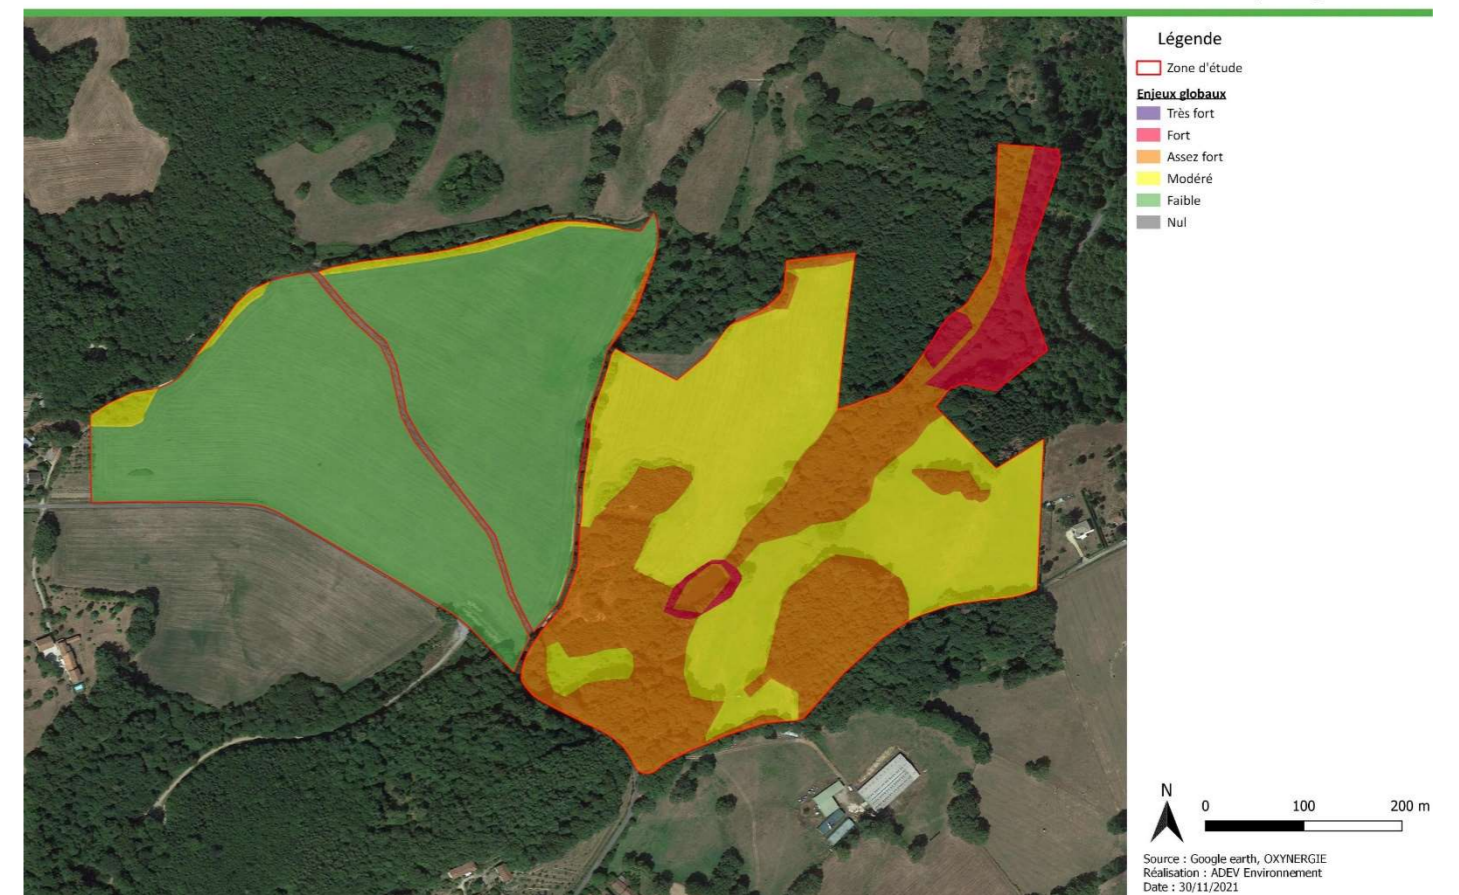 Légende
Zone d'étude
Enjeux globaux
Très fort
Fort
Assez fort
Modéré
Faible
Nul
N
0 100 200 m
Source : Google earth, OXYNERGIE
Réalisation : ADEV Environnement
Date : 30/11/2021